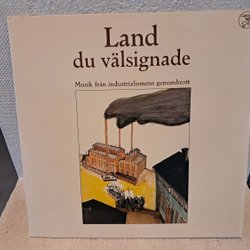 Land
du välsignade
Musik från industrialismens genombrott